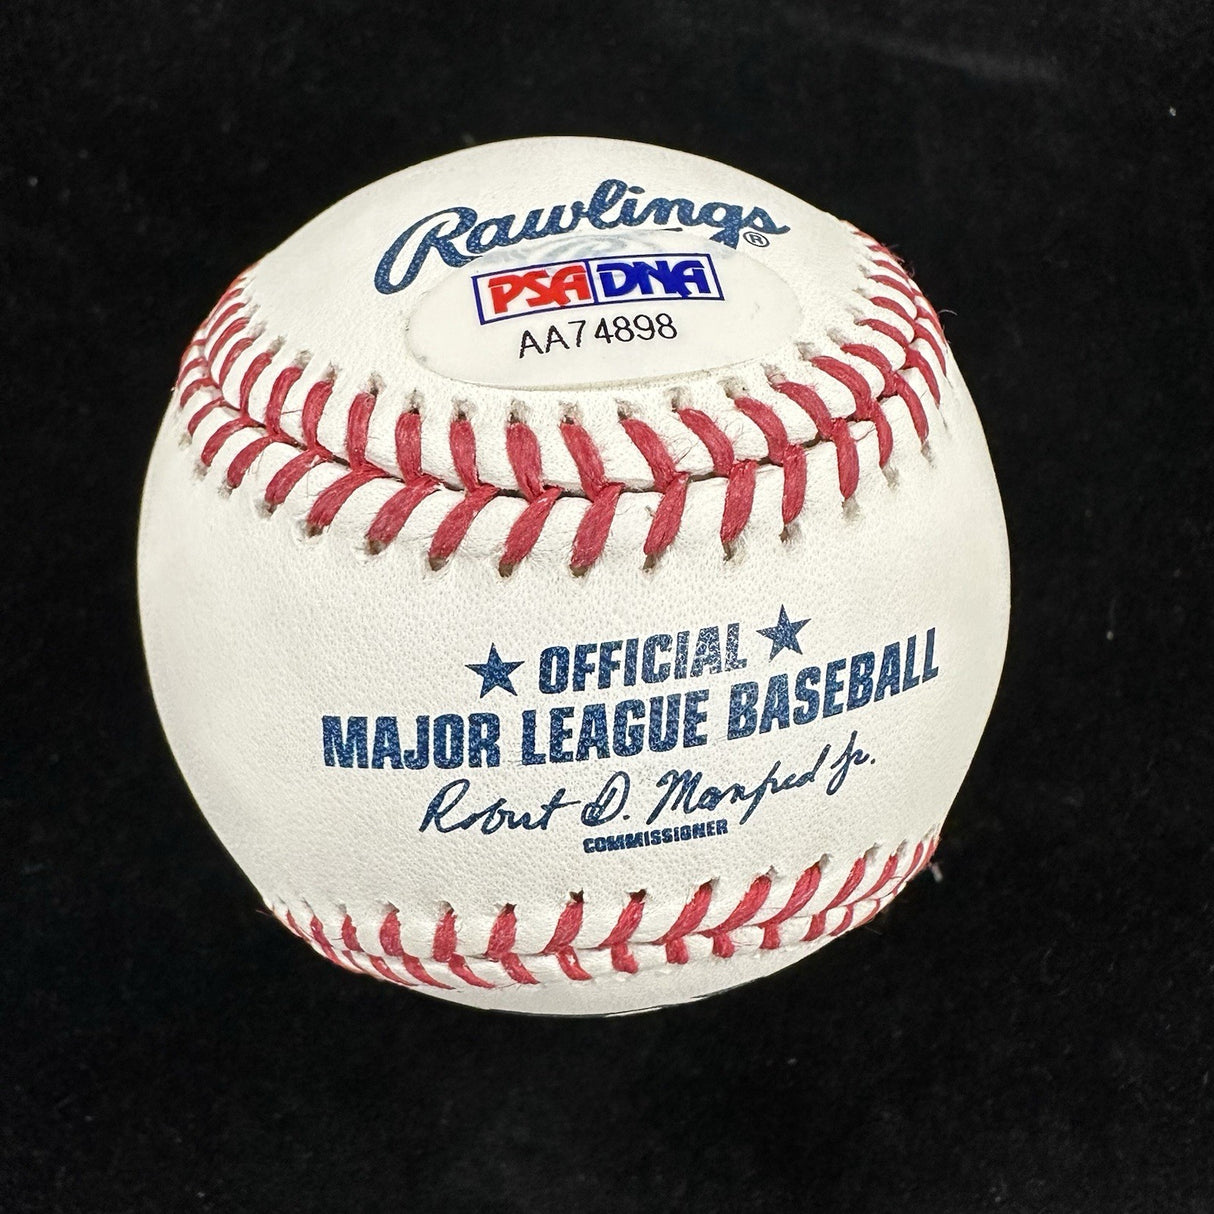 Rawlings®
PSA DNA
AA74898
★ OFFICIAL ★
MAJOR LEAGUE BASEBALL
Robert D. Manfred Jr.
COMMISSIONER